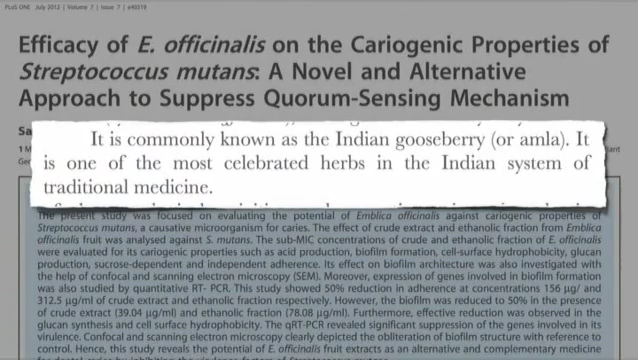 PLoS ONE July 2012 | Volume 7 | Issue 7 | e40319
Efficacy of E. officinalis on the Cariogenic Properties of
Streptococcus mutans: A Novel and Alternative
Approach to Suppress Quorum-Sensing Mechanism
It is commonly known as the Indian gooseberry (or amla). It
is one of the most celebrated herbs in the Indian system of
traditional medicine.
The present study was focused on evaluating the potential of Emblica officinalis against cariogenic properties of
Streptococcus mutans, a causative microorganism for caries. The effect of crude extract and ethanolic fraction from Emblica
officinalis fruit was analysed against S. mutans. The sub-MIC concentrations of crude and ethanolic fraction of E. officinalis
were evaluated for its cariogenic properties such as acid production, biofilm formation, cell-surface hydrophobicity, glucan
production, sucrose-dependent and independent adherence. Its effect on biofilm architecture was also investigated with
the help of confocal and scanning electron microscopy (SEM). Moreover, expression of genes involved in biofilm formation
was also studied by quantitative RT- PCR. This study showed 50% reduction in adherence at concentrations 156 µg/ and
312.5 µg/ml of crude extract and ethanolic fraction respectively. However, the biofilm was reduced to 50% in the presence
of crude extract (39.04 µg/ml) and ethanolic fraction (78.08 µg/ml). Furthermore, effective reduction was observed in the
glucan synthesis and cell surface hydrophobicity. The qRT-PCR revealed significant suppression of the genes involved in its
virulence. Confocal and scanning electron microscopy clearly depicted the obliteration of biofilm structure with reference to
control. Hence, this study reveals the potential of E. officinalis fruit extracts as an alternative and complementary medicine